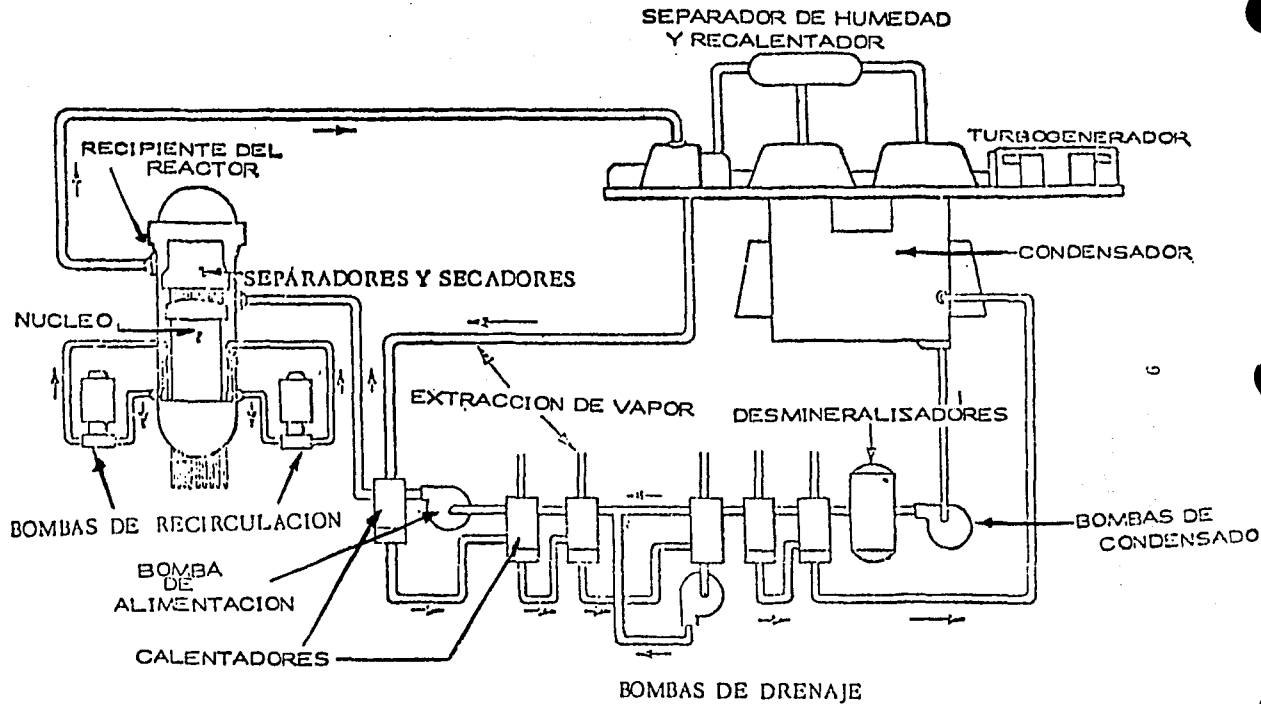 SEPARADOR DE HUMEDAD
Y RECALENTADOR
TURBOGENERADOR
RECIPIENTE DEL
REACTOR
SEPARADORES Y SECADORES
CONDENSADOR
NUCLEO
6
EXTRACCION DE VAPOR
DESMINERALISADORES
BOMBAS DE RECIRCULACION
BOMBAS DE
CONDENSADO
BOMBA
DE
ALIMENTACION
CALENTADORES
BOMBAS DE DRENAJE